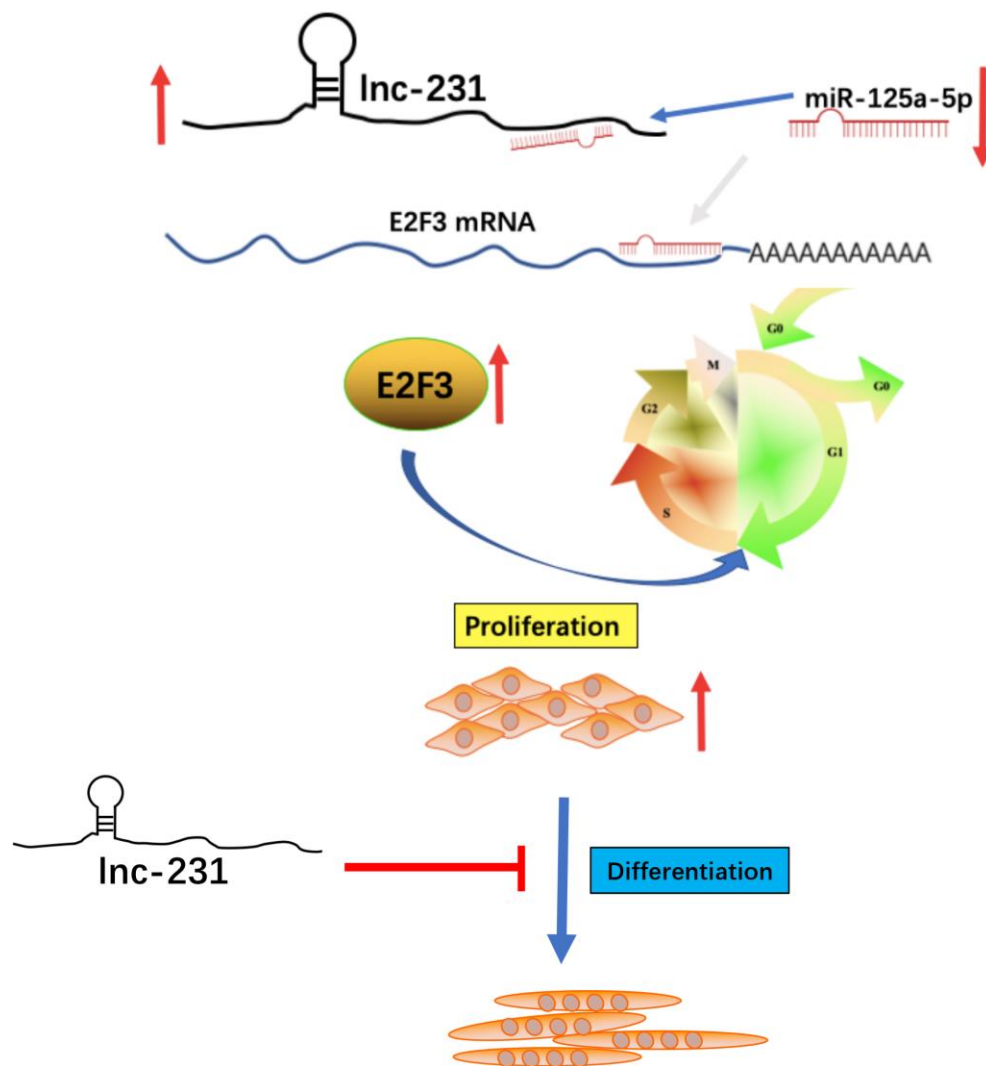 lnc-231
miR-125a-5p
E2F3 mRNA
AAAAAAAAAAA
G0
G0
M
E2F3
G2
G1
S
Proliferation
lnc-231
Differentiation